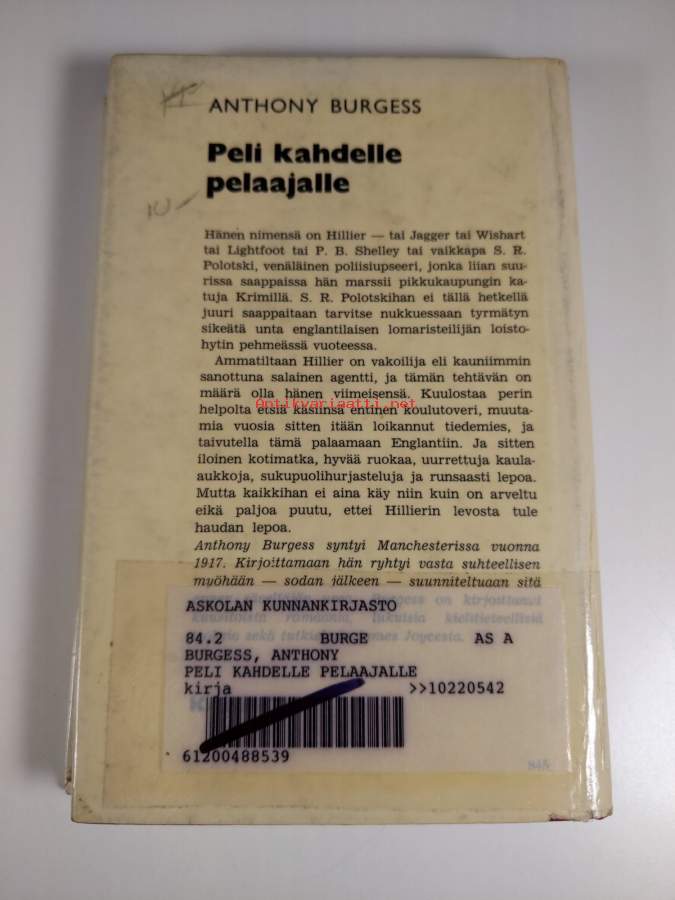 ANTHONY BURGESS
Peli kahdelle
pelaajalle
Hänen nimensä on Hillier — tai Jagger tai Wishart
tai Lightfoot tai P. B. Shelley tai vaikkapa S. R.
Polotski, venäläinen poliisiupseeri, jonka liian suu-
rissa saappaissa hän marssii pikkukaupungin ka-
tuja Krimillä. S. R. Polotskihan ei tällä hetkellä
juuri saappaitaan tarvitse nukkuessaan tyrmätyn
sikeätä unta englantilaisen lomaristeilijän loisto-
hytin pehmeässä vuoteessa.
Ammatiltaan Hillier on vakoilija eli kauniimmin
sanottuna salainen agentti, ja tämän tehtävän on
määrä olla hänen viimeisensä. Kuulostaa perin
helpolta etsiä käsiinsä entinen koulutoveri, muuta-
Antikvariaatti.net
mia vuosia sitten itään loikannut tiedemies, ja
taivutella tämä palaamaan Englantiin. Ja sitten
iloinen kotimatka, hyvää ruokaa, uurrettuja kaula-
aukkoja, sukupuolihurjasteluja ja runsaasti lepoa.
Mutta kaikkihan ei aina käy niin kuin on arveltu
eikä paljoa puutu, ettei Hillierin levosta tule
haudan lepoa.
Anthony Burgess syntyi Manchesterissa vuonna
1917. Kirjoittamaan hän ryhtyi vasta suhteellisen
myöhään — sodan jälkeen — suunniteltuaan sitä
Burgess on kirjoittanut
kielitieteellisiä
sekä James Joycesta.
ASKOLAN KUNNANKIRJASTO
84.2 BURGE AS A
BURGESS, ANTHONY
PELI KAHDELLE PELAAJALLE
kirja >>10220542
61200488539